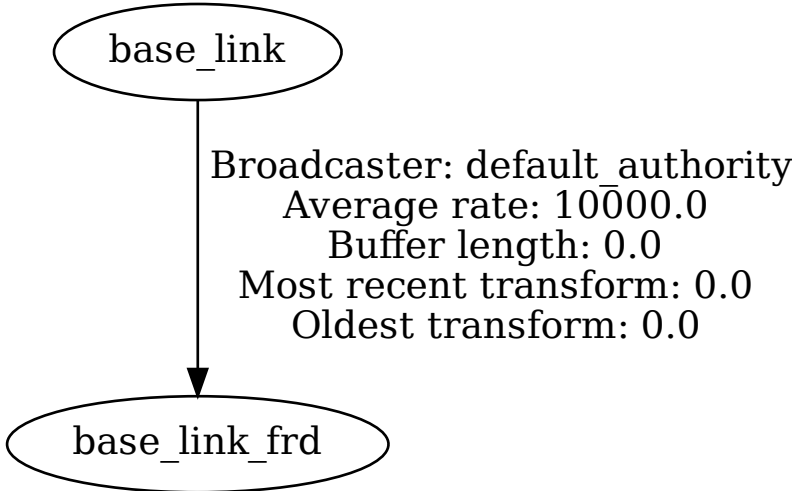 base_link
Broadcaster: default_authority
Average rate: 10000.0
Buffer length: 0.0
Most recent transform: 0.0
Oldest transform: 0.0
base_link_frd